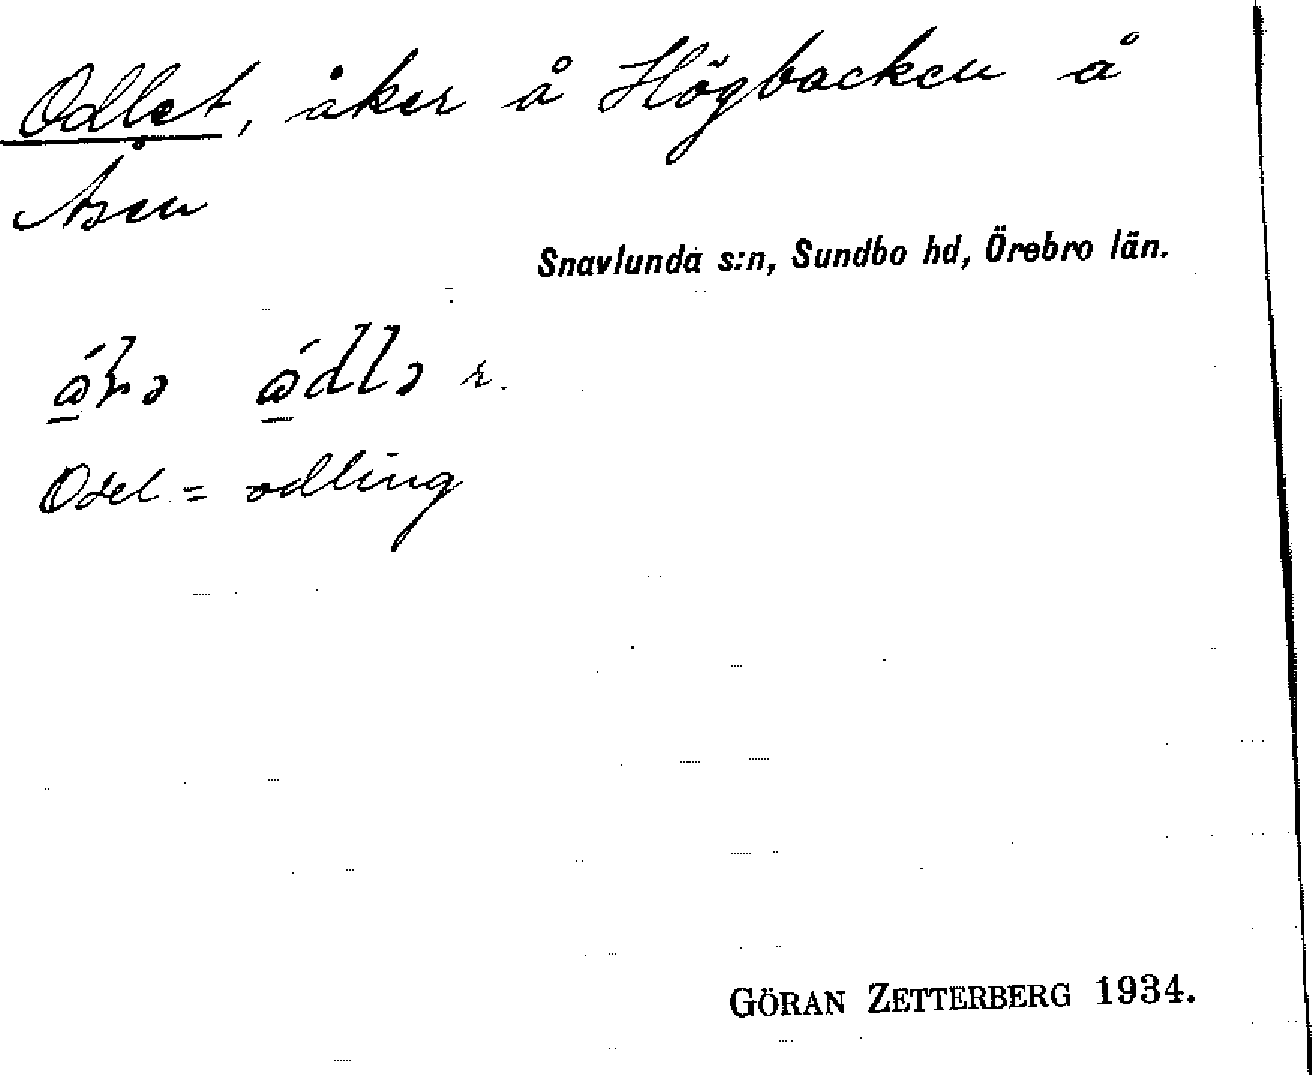 Odlet, åker å Högbacken å
Åsen
Snavlunda s:n, Sundbo hd, Örebro län.
Odel = odling
GÖRAN ZETTERBERG 1934.